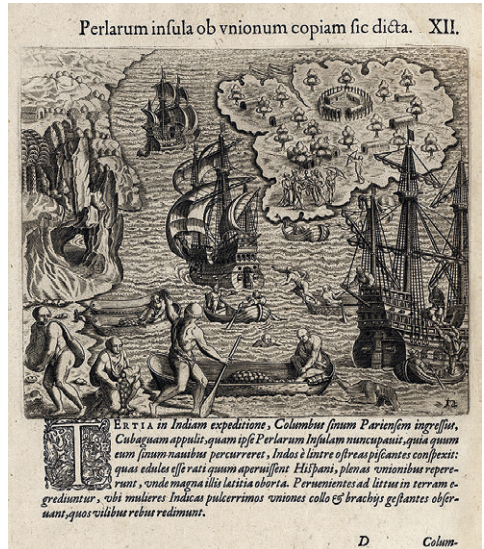 Perlarum inſula ob vnionum copiam ſic dicta. XII.
12
TERTIA in Indiam expeditione, Columbus ſinum Parienſem ingreſſus,
Cubaguam appulit, quam ipſe Perlarum Inſulam nuncupauit, quia quum
eum ſinum nauibus percurreret, Indos è lintre oſtreas piſcantes conſpexit:
quas edules eſſe rati quum aperuiſſent Hiſpani, plenas vnionibus repere-
runt, vnde magna illis lætitia oborta. Peruenientes ad littus in terram e-
grediuntur, vbi mulieres Indicas pulcerrimos vniones collo & brachijs geſtantes obſer-
uant, quos vilibus rebus redimunt.
D Colum-